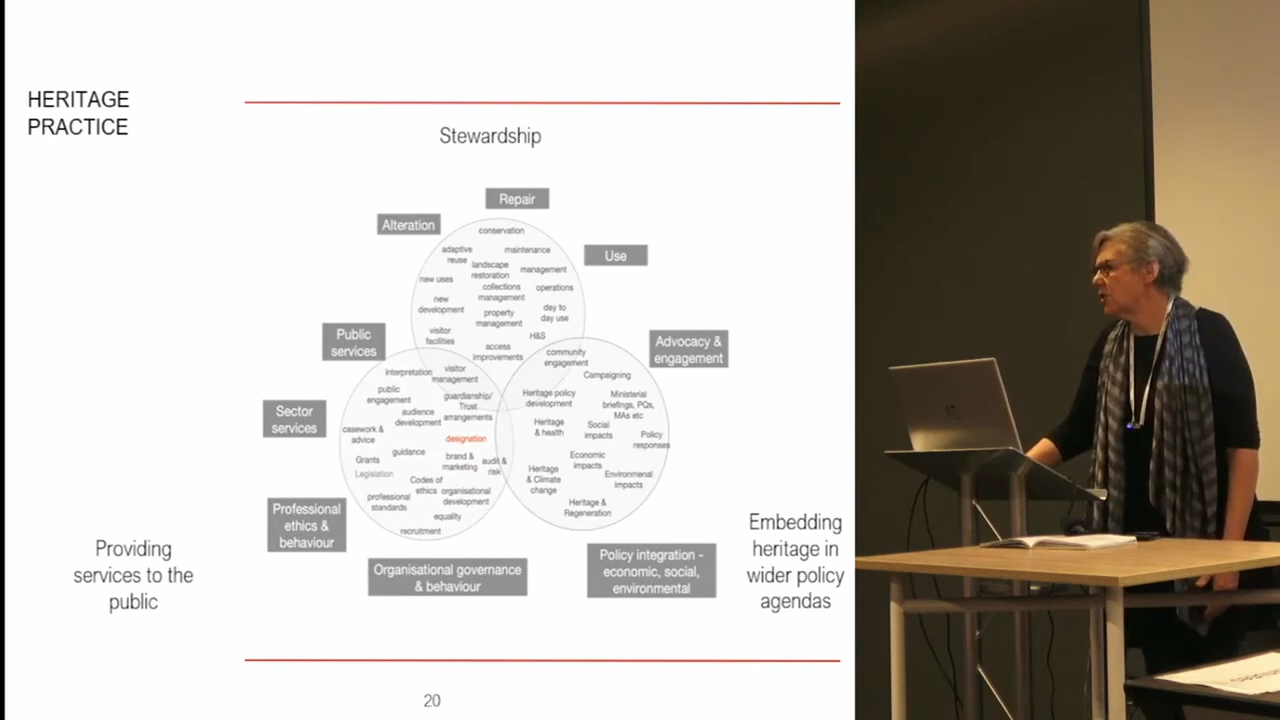 HERITAGE
PRACTICE
Stewardship
Repair
Alteration
Use
conservation
adaptive
reuse
maintenance
landscape
restoration
management
new uses
collections
management
operations
new
development
property
management
day to
day use
visitor
facilities
H&S
access
improvements
community
engagement
Public
services
Advocacy &
engagement
interpretation
visitor
management
public
engagement
guardianship/
Trust
arrangements
audience
development
Sector
services
casework &
advice
designation
guidance
Grants
brand &
marketing
audit &
risk
Legislation
Codes of
ethics
organisational
development
professional
standards
equality
recruitment
Campaigning
Heritage policy
development
Ministerial
briefings, PQs,
MAs etc
Heritage
& health
Social
impacts
Policy
responses
Economic
impacts
Heritage
& Climate
change
Environmenal
impacts
Heritage &
Regeneration
Professional
ethics &
behaviour
Organisational governance
& behaviour
Policy integration -
economic, social,
environmental
Providing
services to the
public
Embedding
heritage in
wider policy
agendas
20